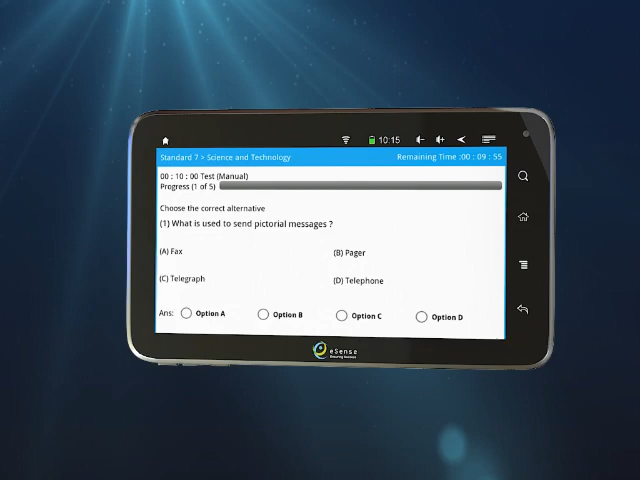 10:15
Standard 7 > Science and Technology Remaining Time :00 : 09 : 55
00 : 10 : 00 Test (Manual)
Progress (1 of 5)
Choose the correct alternative
(1) What is used to send pictorial messages ?
(A) Fax (B) Pager
(C) Telegraph (D) Telephone
Ans: Option A Option B Option C Option D
eSense